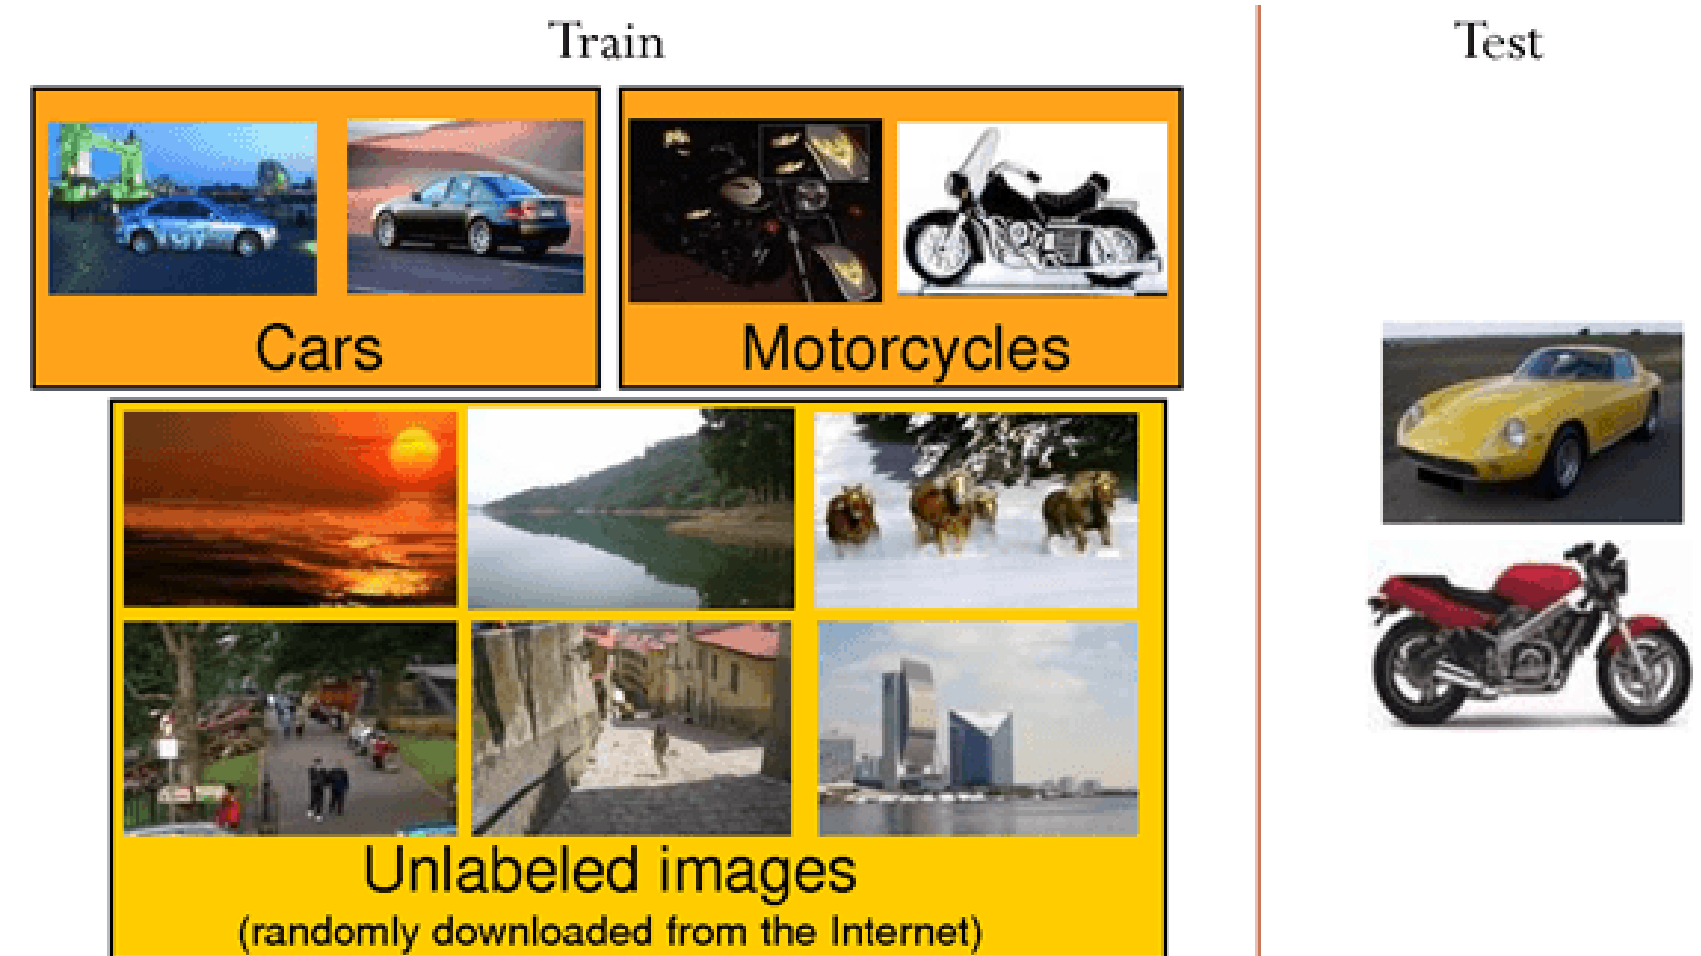 Train
Test
Cars
Motorcycles
Unlabeled images
(randomly downloaded from the Internet)